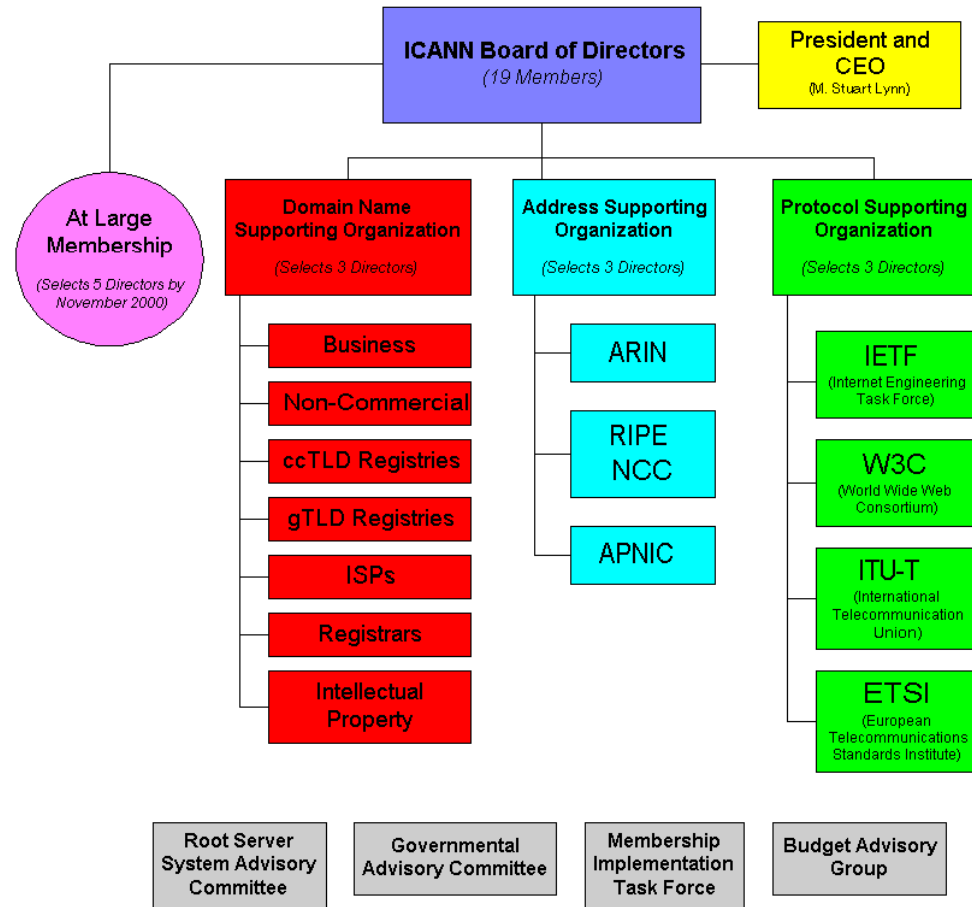 ICANN Board of Directors
(19 Members)
President and
CEO
(M. Stuart Lynn)
At Large
Membership
(Selects 5 Directors by
November 2000)
Domain Name
Supporting Organization
(Selects 3 Directors)
Business
Non-Commercial
ccTLD Registries
gTLD Registries
ISPs
Registrars
Intellectual
Property
Address Supporting
Organization
(Selects 3 Directors)
ARIN
RIPE
NCC
APNIC
Protocol Supporting
Organization
(Selects 3 Directors)
IETF
(Internet Engineering
Task Force)
W3C
(World Wide Web
Consortium)
ITU-T
(International
Telecommunication
Union)
ETSI
(European
Telecommunications
Standards Institute)
Root Server
System Advisory
Committee
Governmental
Advisory Committee
Membership
Implementation
Task Force
Budget Advisory
Group